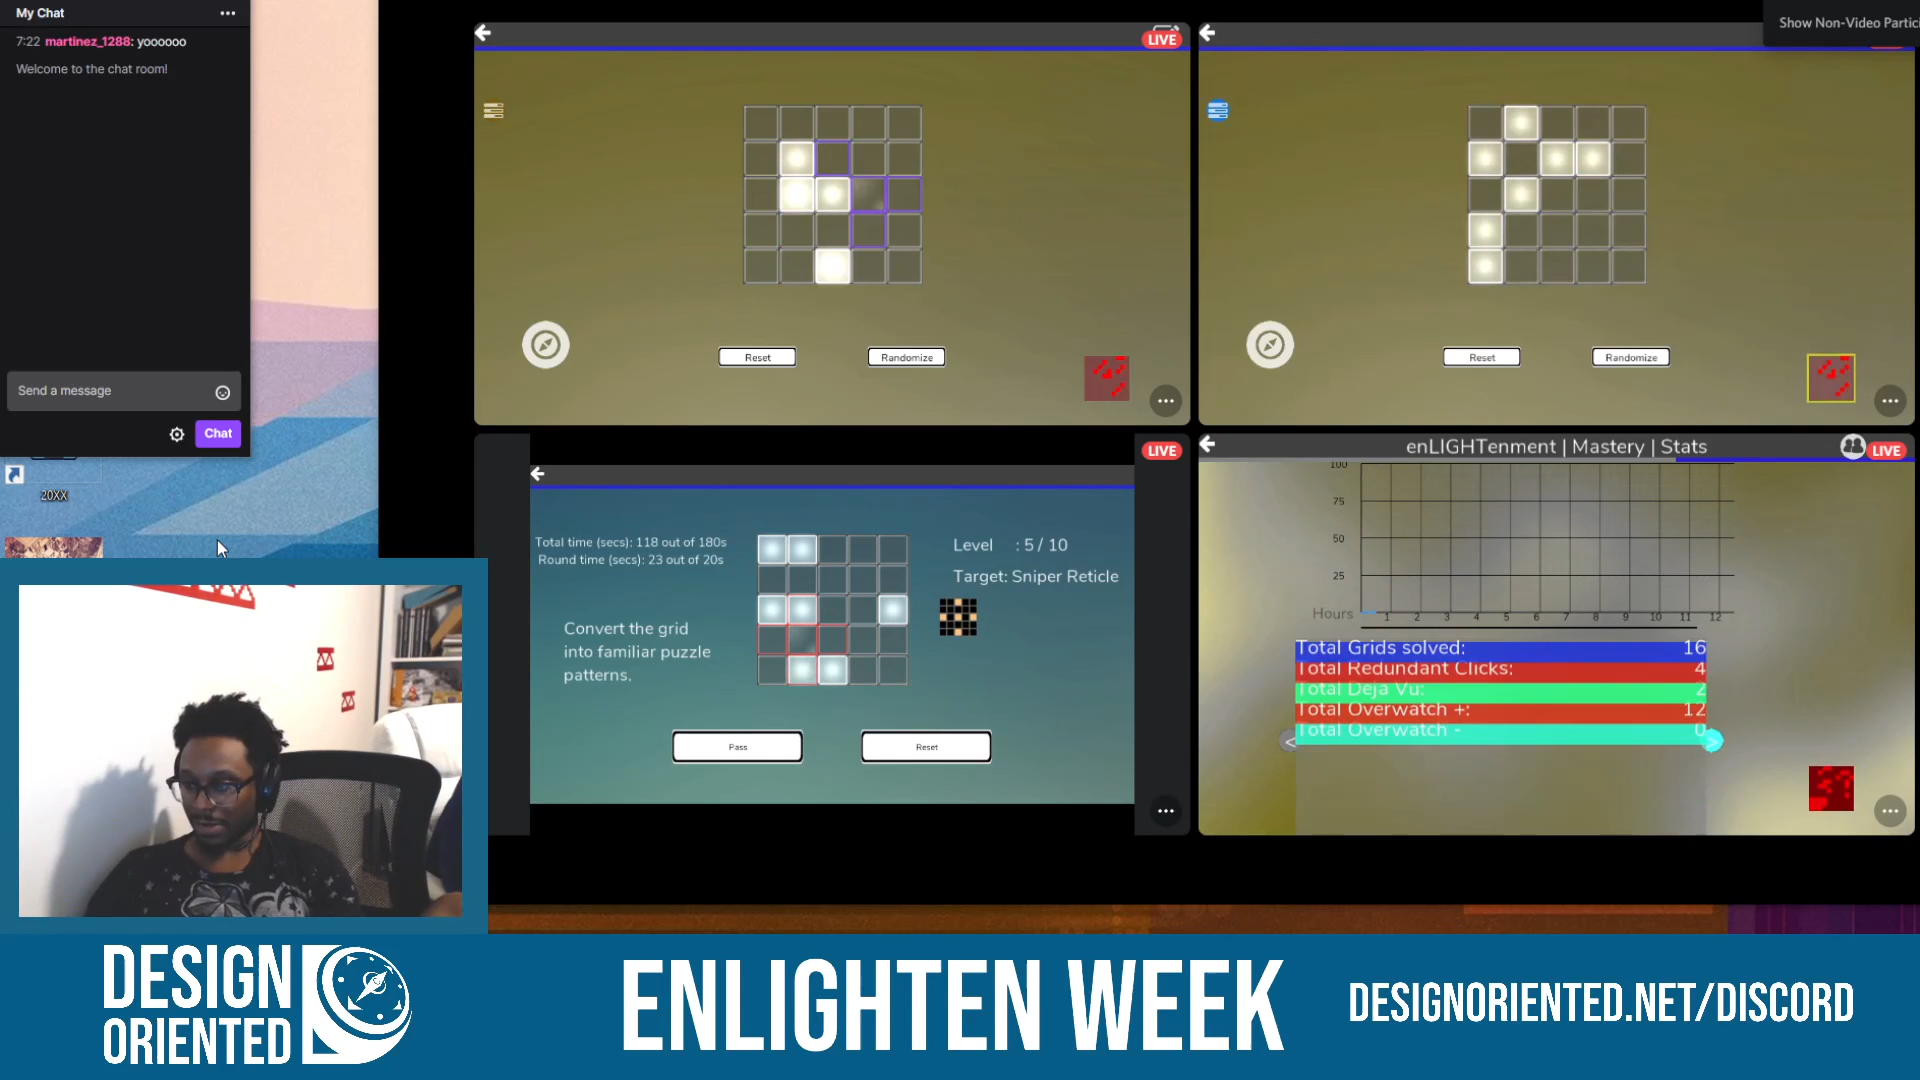 My Chat
7:22 martinez_1288: yoooooo
Welcome to the chat room!
Send a message
Chat
20XX
LIVE
Reset
Randomize
Show Non-Video Partici
Reset
Randomize
LIVE
Total time (secs): 118 out of 180s
Round time (secs): 23 out of 20s
Convert the grid
into familiar puzzle
patterns.
Level : 5 / 10
Target: Sniper Reticle
Pass
Reset
enLIGHTenment | Mastery | Stats
LIVE
100
75
50
25
Hours 1 2 3 4 5 6 7 8 9 10 11 12
Total Grids solved: 16
Total Redundant Clicks: 4
Total Deja Vu: 2
Total Overwatch +: 12
Total Overwatch - 0
< >
DESIGN
ORIENTED
ENLIGHTEN WEEK
DESIGNORIENTED.NET/DISCORD